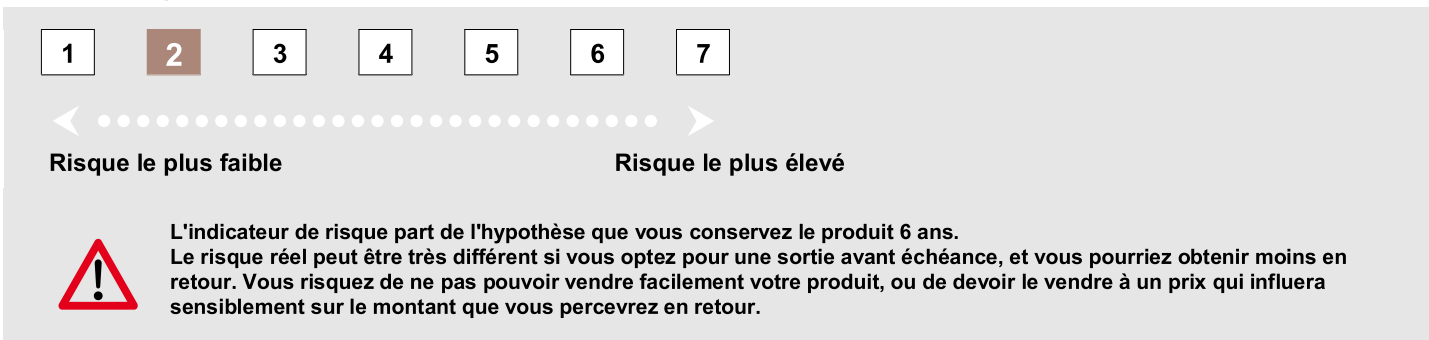 1 2 3 4 5 6 7
Risque le plus faible Risque le plus élevé
L'indicateur de risque part de l'hypothèse que vous conservez le produit 6 ans.
Le risque réel peut être très différent si vous optez pour une sortie avant échéance, et vous pourriez obtenir moins en
retour. Vous risquez de ne pas pouvoir vendre facilement votre produit, ou de devoir le vendre à un prix qui influera
sensiblement sur le montant que vous percevrez en retour.